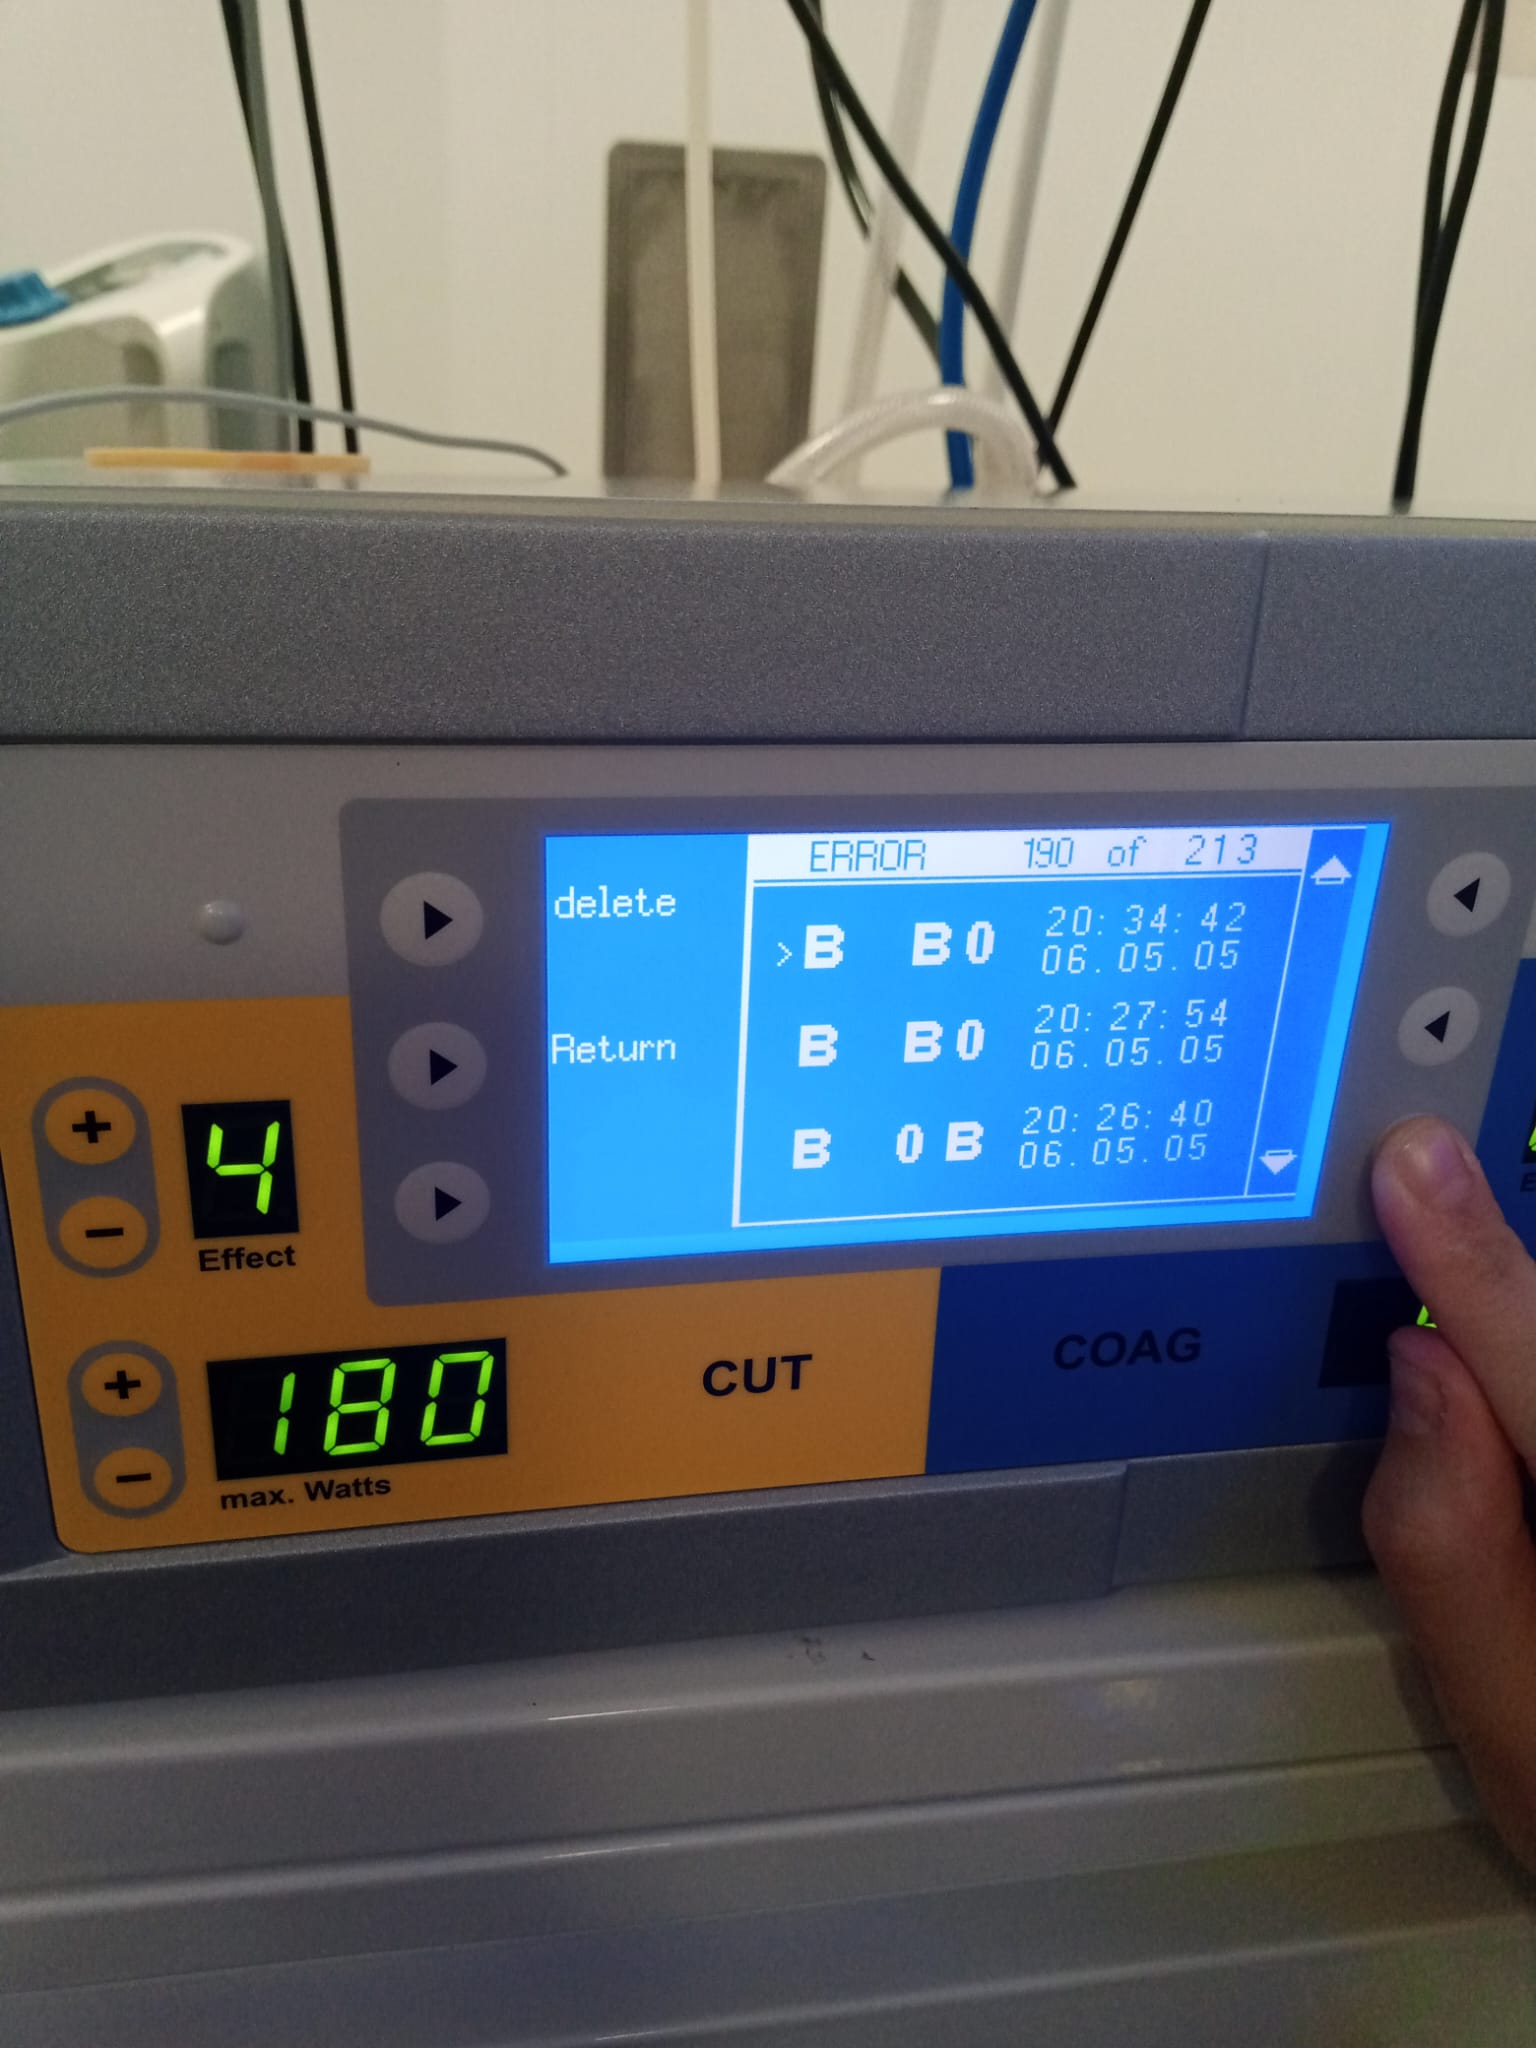 ERROR 190 of 213
delete
>B B0 20:34:42
06.05.05
Return
B B0 20:27:54
06.05.05
B 0B 20:26:40
06.05.05
+
4
-
Effect
+
180
-
max. Watts
CUT
COAG